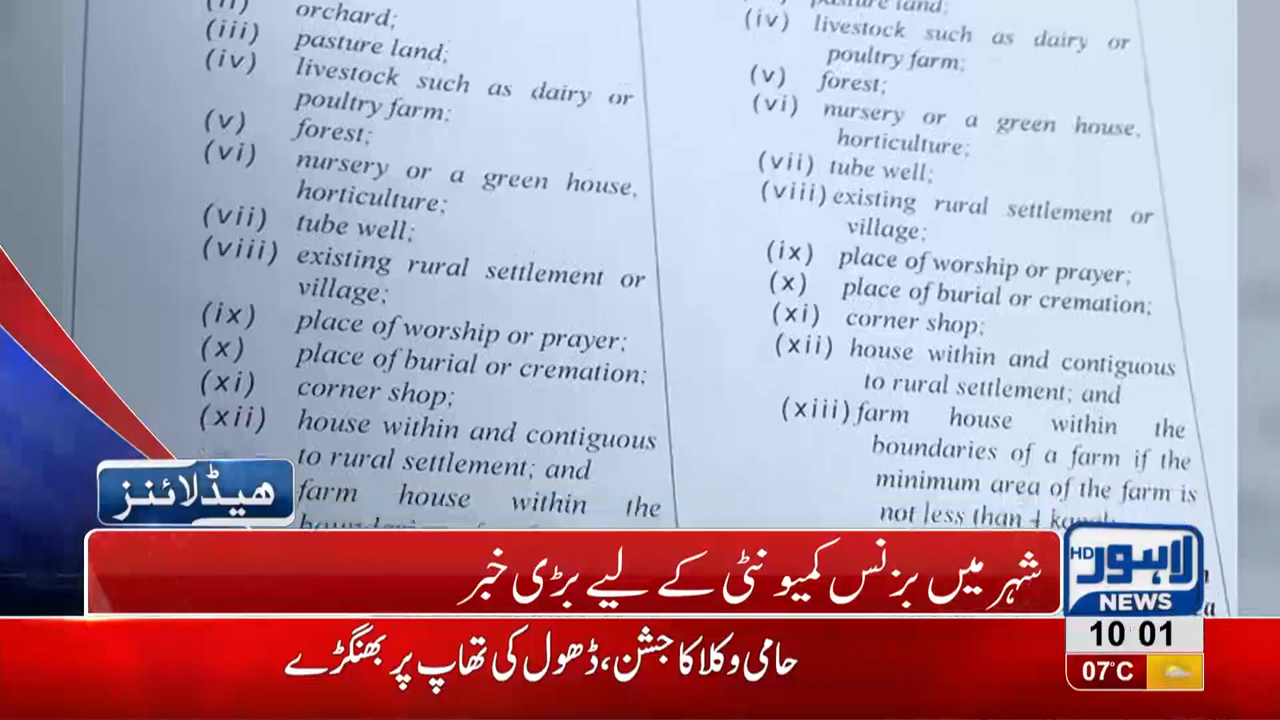 orchard;
(iii) pasture land;
(iv) livestock such as dairy or
poultry farm;
(v) forest;
(vi) nursery or a green house,
horticulture;
(vii) tube well;
(viii) existing rural settlement or
village;
(ix) place of worship or prayer;
(x) place of burial or cremation;
(xi) corner shop;
(xii) house within and contiguous
to rural settlement; and
farm house within the
pasture land;
(iv) livestock such as dairy or
poultry farm;
(v) forest;
(vi) nursery or a green house,
horticulture;
(vii) tube well;
(viii) existing rural settlement or
village;
(ix) place of worship or prayer;
(x) place of burial or cremation;
(xi) corner shop;
(xii) house within and contiguous
to rural settlement; and
(xiii) farm house within the
boundaries of a farm if the
minimum area of the farm is
not less than 4 kanal;
ھیڈلائنز
شہر میں بزنس کمیونٹی کے لیے بڑی خبر
لاہور HD
NEWS
10 01
07°C
حامی وکلا کا جشن، ڈھول کی تھاپ پر بھنگڑے